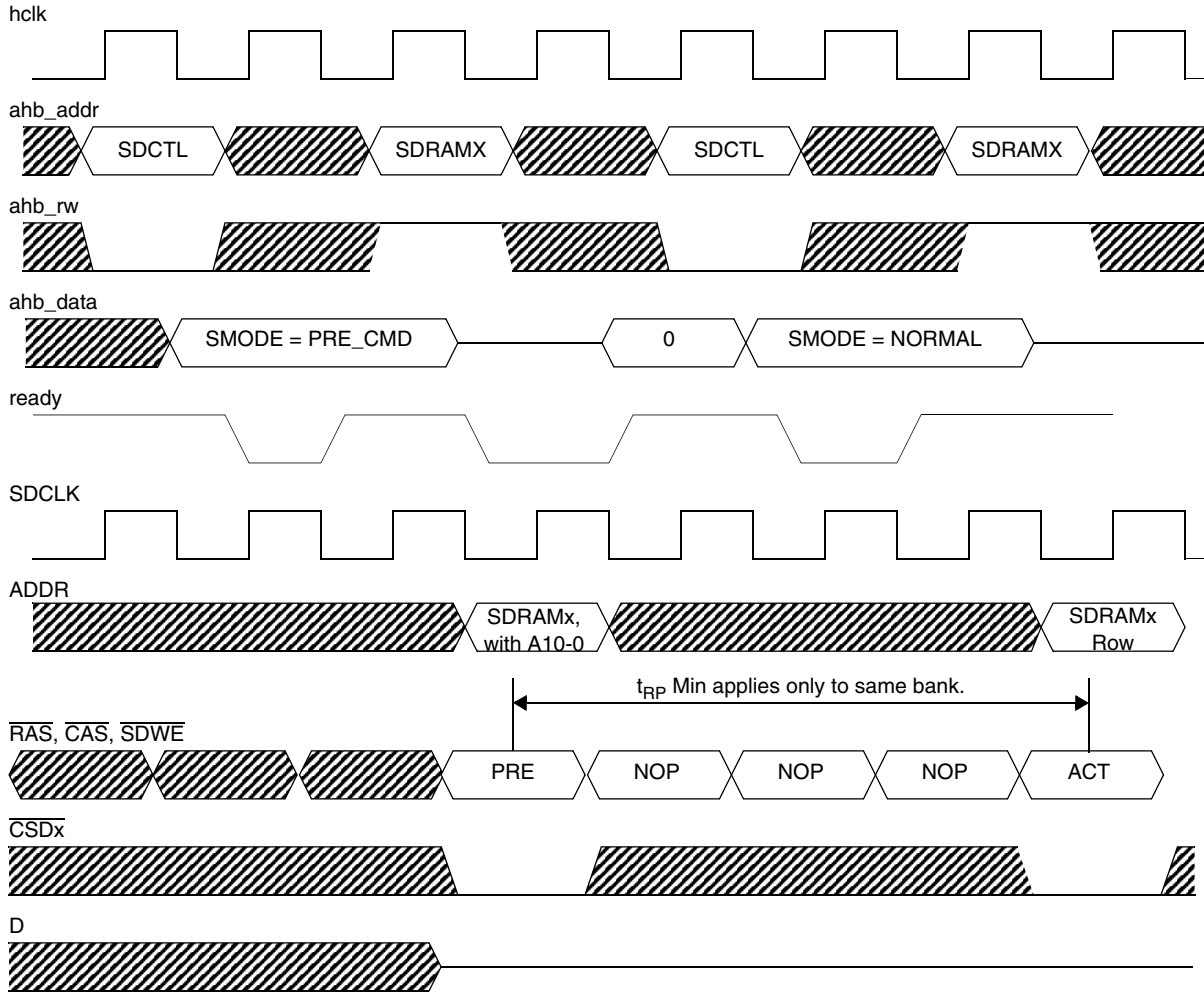 hclk
ahb_addr
SDCTL SDRAMX SDCTL SDRAMX
ahb_rw
ahb_data
SMODE = PRE_CMD 0 SMODE = NORMAL
ready
SDCLK
ADDR
SDRAMx, SDRAMx
with A10-0 Row
tRP Min applies only to same bank.
RAS, CAS, SDWE
PRE NOP NOP NOP ACT
CSDx
D